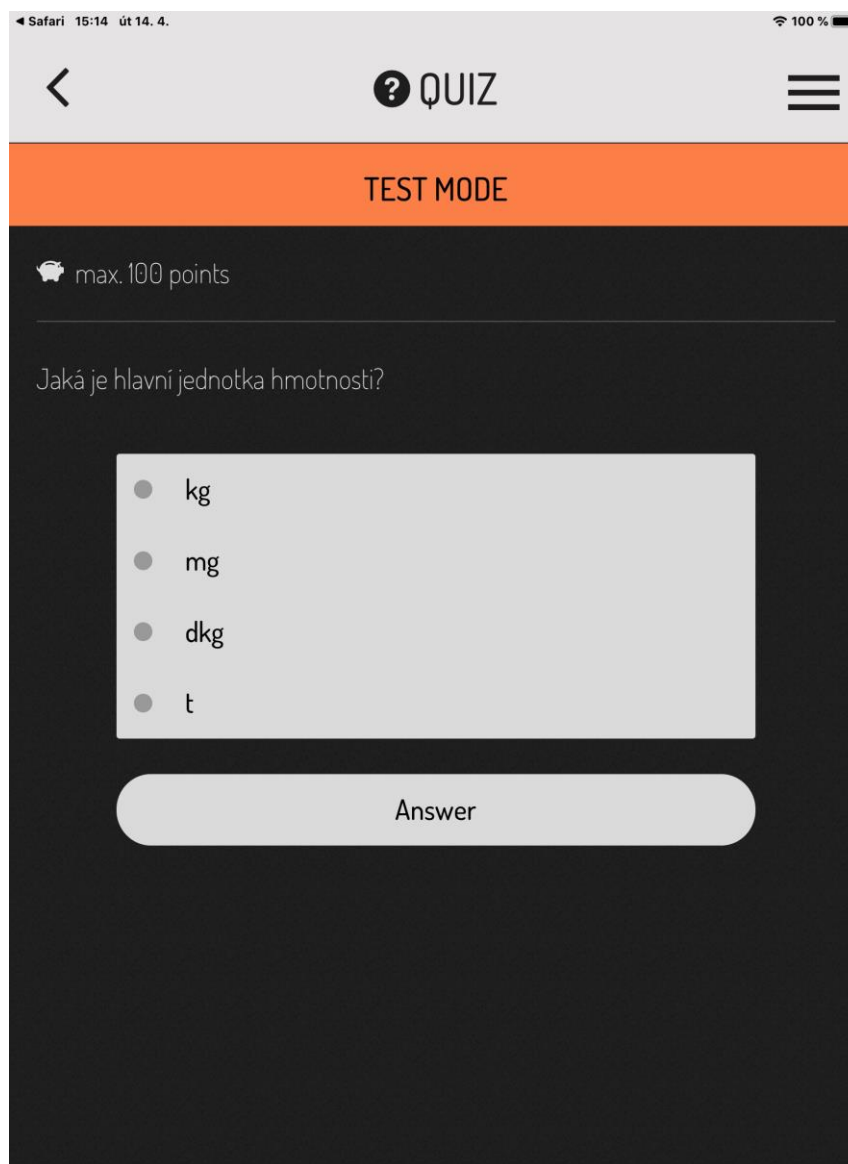 Safari 15:14 út 14. 4. 100 %
QUIZ
TEST MODE
max. 100 points
Jaká je hlavní jednotka hmotnosti?
kg
mg
dkg
t
Answer